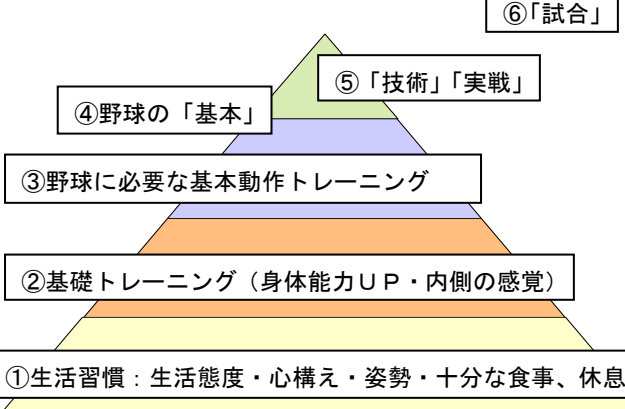 ⑥「試合」
⑤「技術」「実戦」
④野球の「基本」
③野球に必要な基本動作トレーニング
②基礎トレーニング（身体能力ＵＰ・内側の感覚）
①生活習慣：生活態度・心構え・姿勢・十分な食事、休息